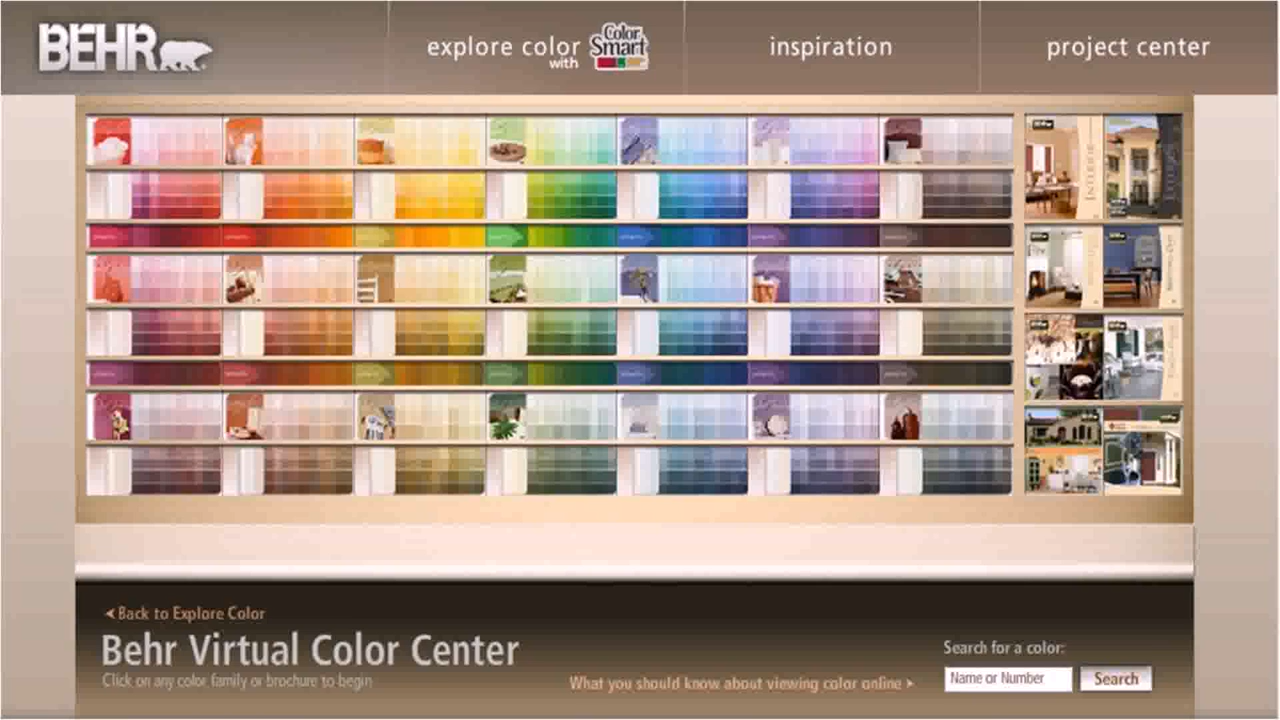 BEHR
explore color
with
Color
Smart
inspiration
project center
INTERIOR
Back to Explore Color
Behr Virtual Color Center
Click on any color family or brochure to begin
What you should know about viewing color online
Search for a color:
Name or Number
Search